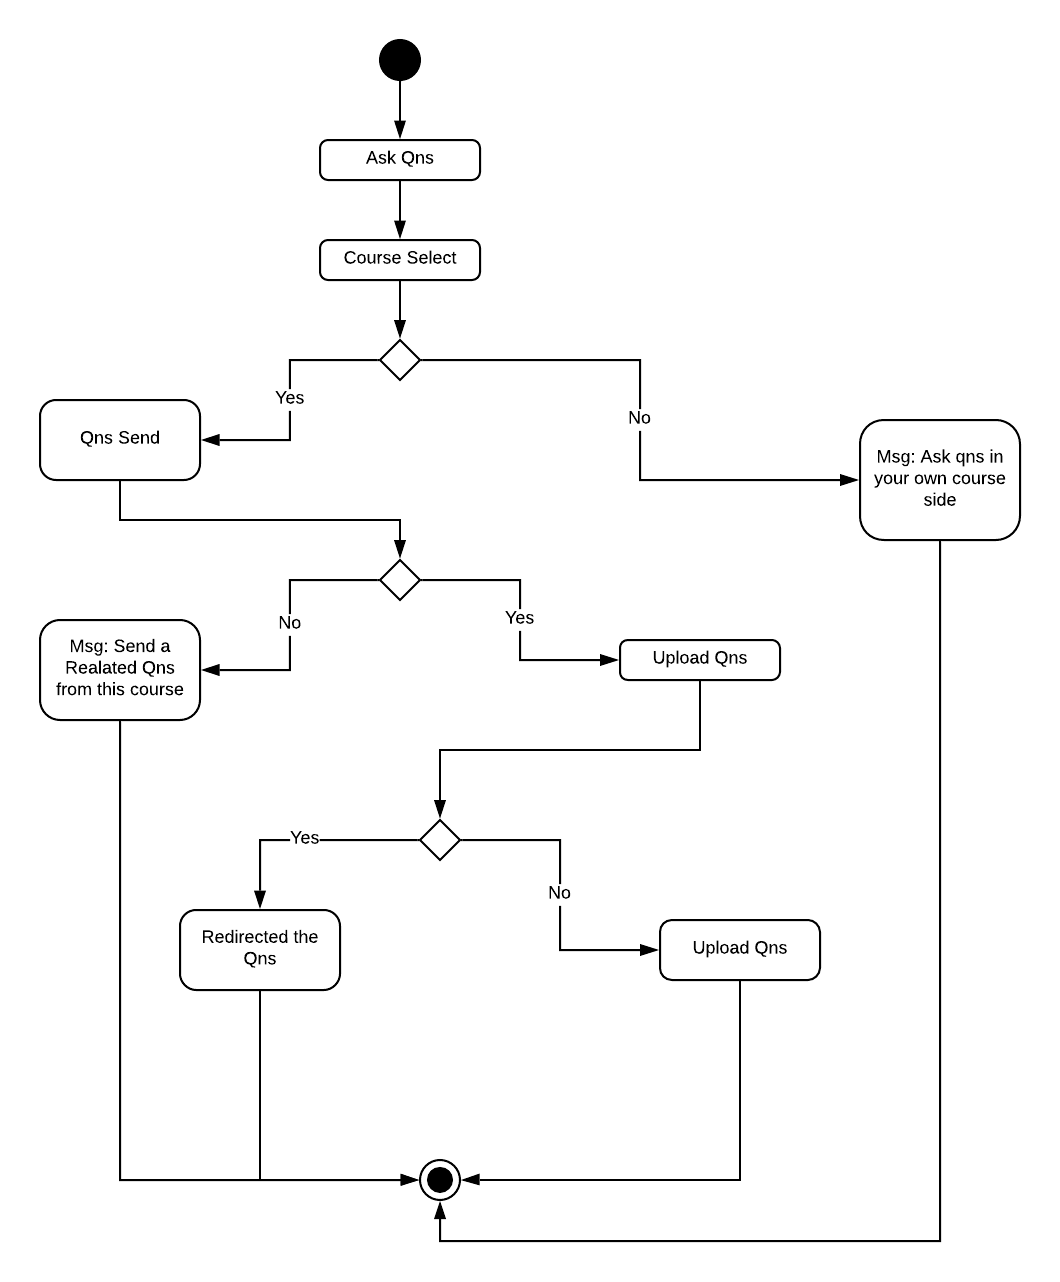 Ask Qns
Course Select
Yes
No
Qns Send
Msg: Ask qns in
your own course
side
No
Yes
Msg: Send a
Realated Qns
from this course
Upload Qns
Yes
No
Redirected the
Qns
Upload Qns